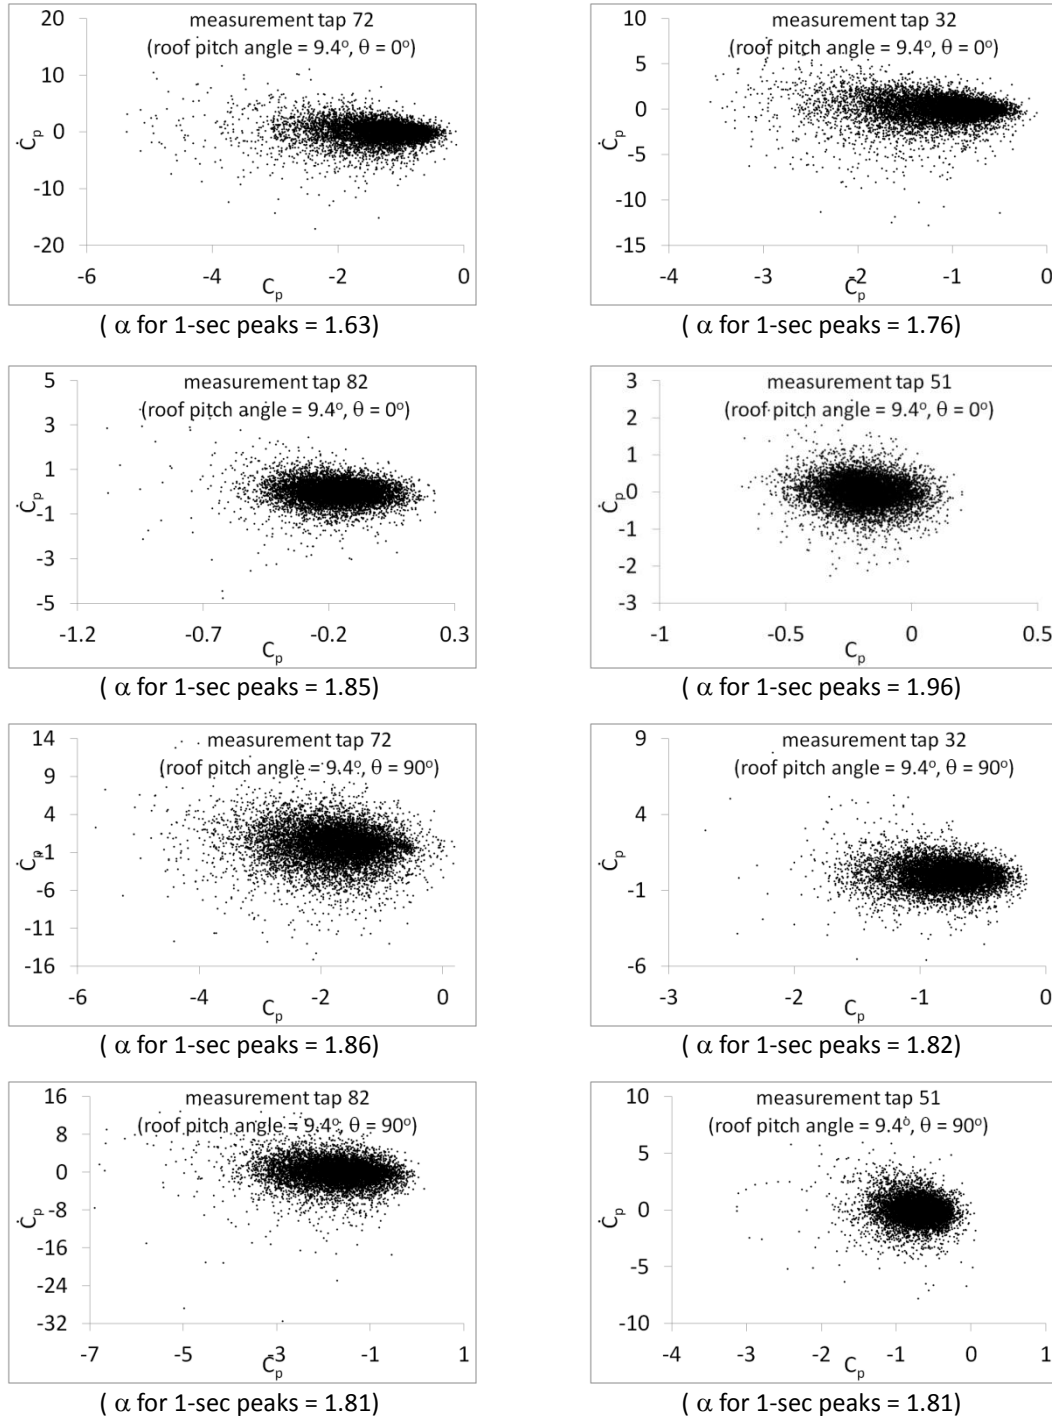 measurement tap 72
(roof pitch angle = 9.4°, θ = 0°)
20
10
0
-10
-20
Ċp
-6
-4
-2
0
Cp
( α for 1-sec peaks = 1.63)
measurement tap 32
(roof pitch angle = 9.4°, θ = 0°)
10
5
0
-5
-10
-15
Ċp
-4
-3
-2
-1
0
Cp
( α for 1-sec peaks = 1.76)
measurement tap 82
(roof pitch angle = 9.4°, θ = 0°)
5
3
1
-1
-3
-5
Ċp
-1.2
-0.7
-0.2
0.3
Cp
( α for 1-sec peaks = 1.85)
measurement tap 51
(roof pitch angle = 9.4°, θ = 0°)
3
2
1
0
-1
-2
-3
Ċp
-1
-0.5
0
0.5
Cp
( α for 1-sec peaks = 1.96)
measurement tap 72
(roof pitch angle = 9.4°, θ = 90°)
14
9
4
-1
-6
-11
-16
Ċp
-6
-4
-2
0
Cp
( α for 1-sec peaks = 1.86)
measurement tap 32
(roof pitch angle = 9.4°, θ = 90°)
9
4
-1
-6
Ċp
-3
-2
-1
0
Cp
( α for 1-sec peaks = 1.82)
measurement tap 82
(roof pitch angle = 9.4°, θ = 90°)
16
8
0
-8
-16
-24
-32
Ċp
-7
-5
-3
-1
1
Cp
( α for 1-sec peaks = 1.81)
measurement tap 51
(roof pitch angle = 9.4°, θ = 90°)
10
5
0
-5
-10
Ċp
-4
-3
-2
-1
0
1
Cp
( α for 1-sec peaks = 1.81)